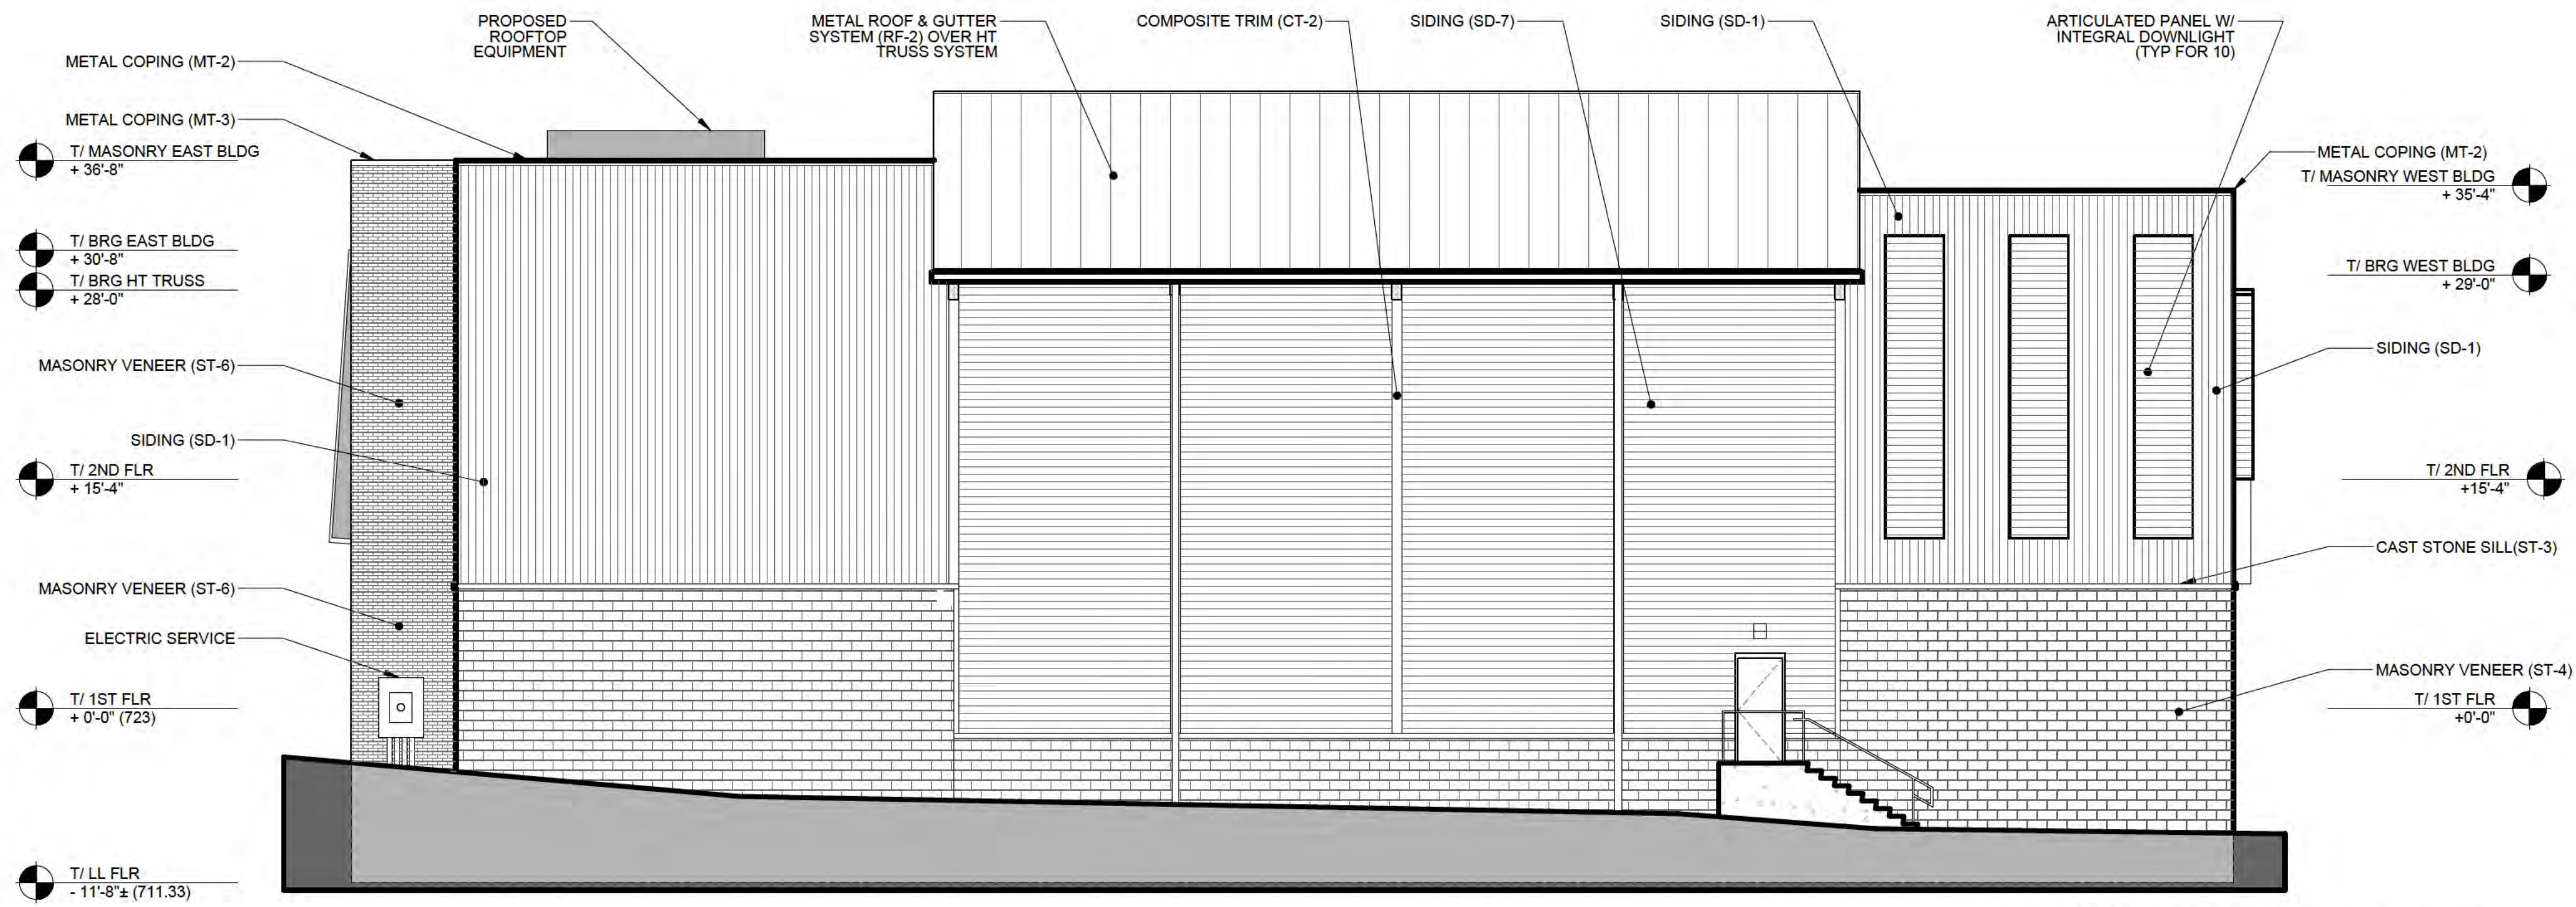 PROPOSED
ROOFTOP
EQUIPMENT
METAL ROOF & GUTTER
SYSTEM (RF-2) OVER HT
TRUSS SYSTEM
COMPOSITE TRIM (CT-2)
SIDING (SD-7)
SIDING (SD-1)
ARTICULATED PANEL W/
INTEGRAL DOWNLIGHT
(TYP FOR 10)
METAL COPING (MT-2)
METAL COPING (MT-3)
T/ MASONRY EAST BLDG
+ 36'-8"
T/ BRG EAST BLDG
+ 30'-8"
T/ BRG HT TRUSS
+ 28'-0"
MASONRY VENEER (ST-6)
SIDING (SD-1)
T/ 2ND FLR
+ 15'-4"
MASONRY VENEER (ST-6)
ELECTRIC SERVICE
T/ 1ST FLR
+ 0'-0" (723)
T/ LL FLR
- 11'-8"± (711.33)
METAL COPING (MT-2)
T/ MASONRY WEST BLDG
+ 35'-4"
T/ BRG WEST BLDG
+ 29'-0"
SIDING (SD-1)
T/ 2ND FLR
+15'-4"
CAST STONE SILL(ST-3)
MASONRY VENEER (ST-4)
T/ 1ST FLR
+0'-0"